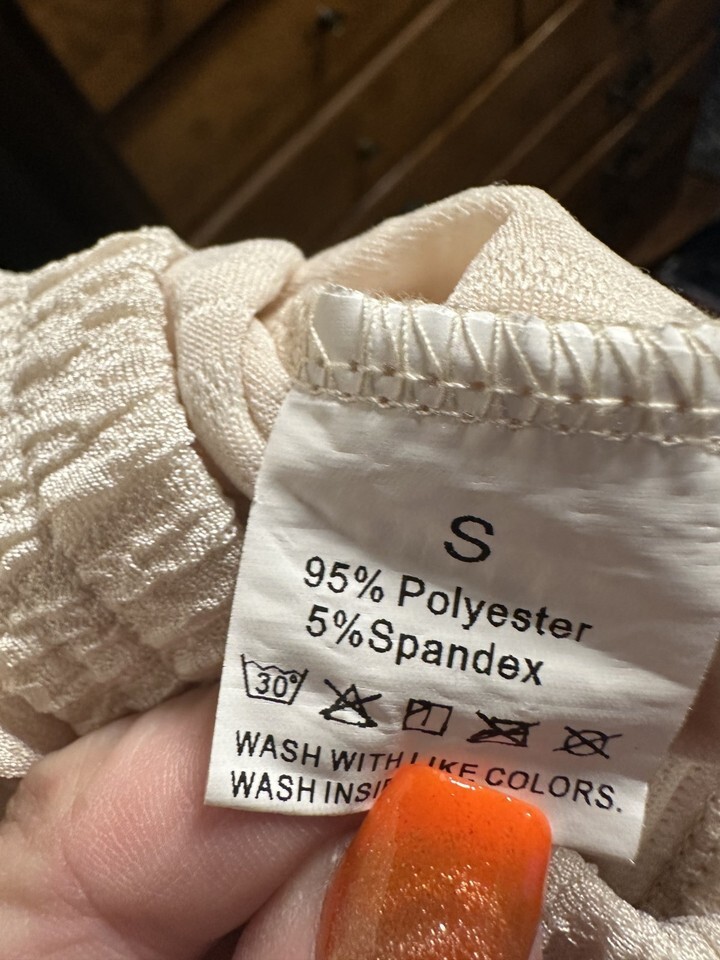 S
95% Polyester
5%Spandex
30°
WASH WITH LIKE COLORS.
WASH